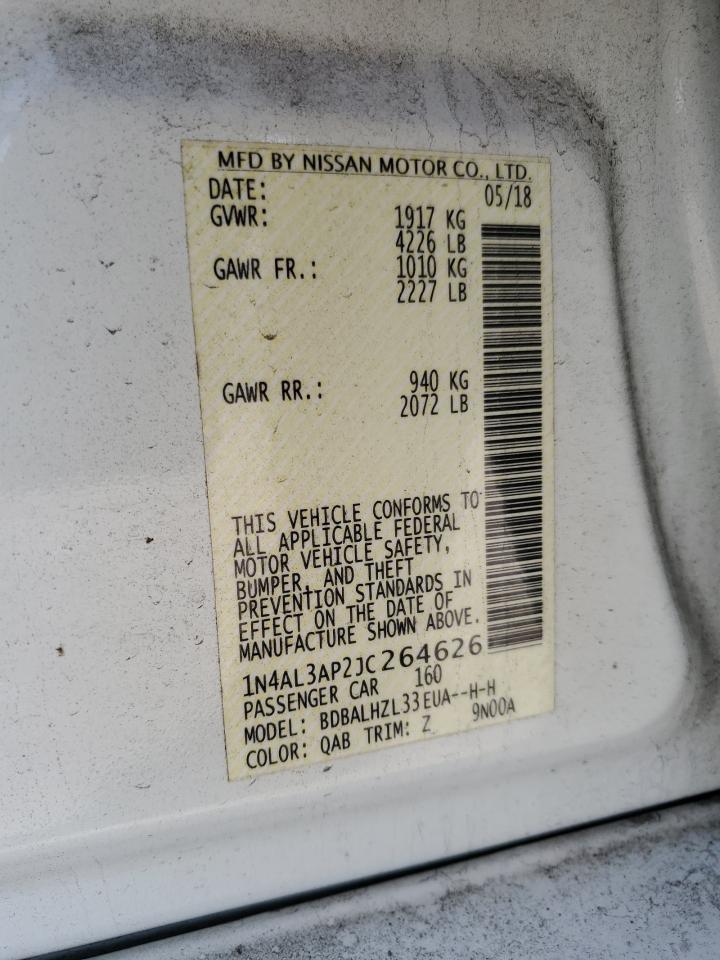 MFD BY NISSAN MOTOR CO., LTD.
DATE: 05/18
GVWR: 1917 KG
4226 LB
GAWR FR.: 1010 KG
2227 LB
GAWR RR.: 940 KG
2072 LB
THIS VEHICLE CONFORMS TO
ALL APPLICABLE FEDERAL
MOTOR VEHICLE SAFETY,
BUMPER, AND THEFT
PREVENTION STANDARDS IN
EFFECT ON THE DATE OF
MANUFACTURE SHOWN ABOVE.
1N4AL3AP2JC264626
PASSENGER CAR 160
MODEL: BDBALHZL33EUA--H-H
COLOR: QAB TRIM: Z 9N00A